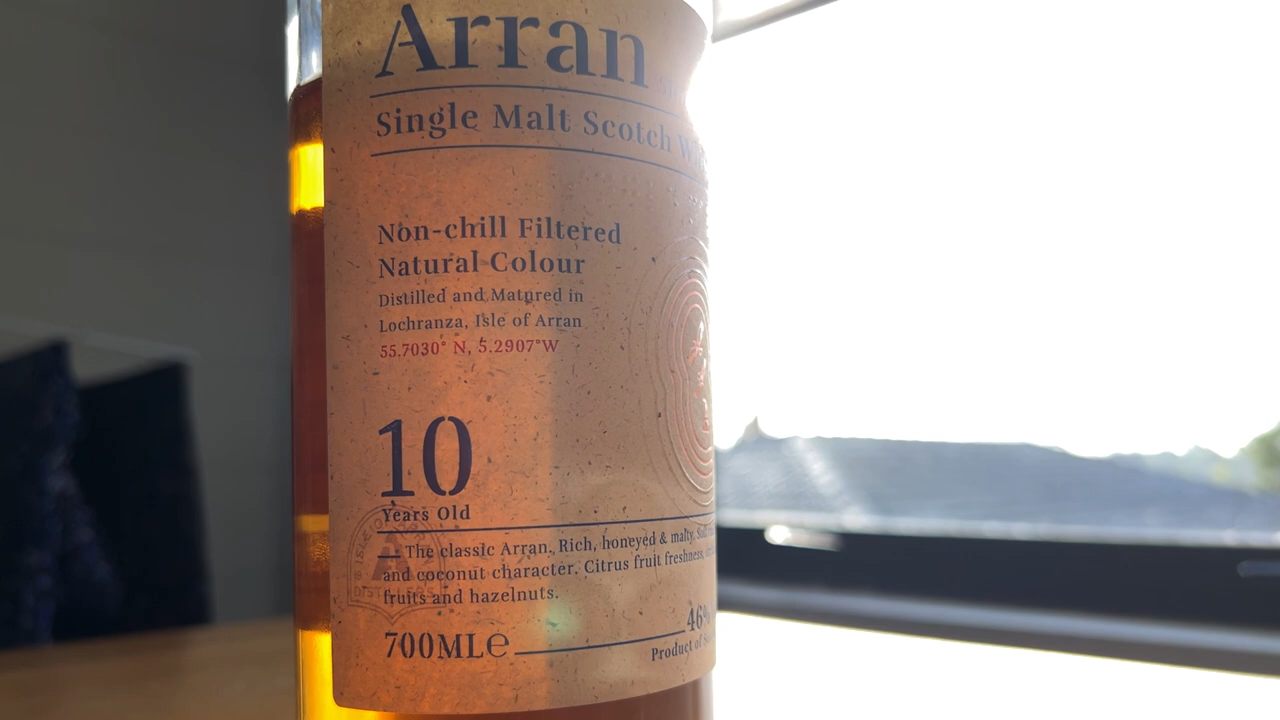 Arran
Single Malt Scotch
Non-chill Filtered
Natural Colour
Distilled and Matured in
Lochranza, Isle of Arran
55.7030° N, 5.2907°W
10
Years Old
— The classic Arran. Rich, honeyed & malty,
and coconut character. Citrus fruit freshness,
fruits and hazelnuts.
700ML℮
46%
Product of